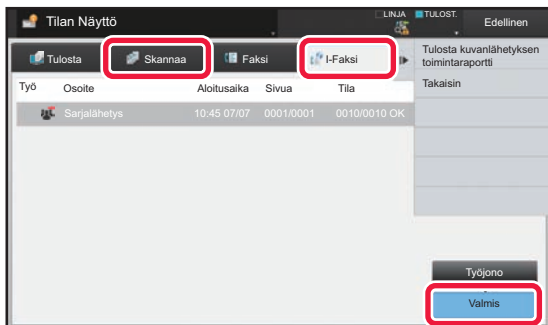 Tilan Näyttö
LINJA
TULOST.
Edellinen
Tulosta
Skannaa
Faksi
I-Faksi
Tulosta kuvanlähetyksen
toimintaraportti
Takaisin
Työ Osoite Aloitusaika Sivua Tila
Sarjalähetys 10:45 07/07 0001/0001 0010/0010 OK
Työjono
Valmis